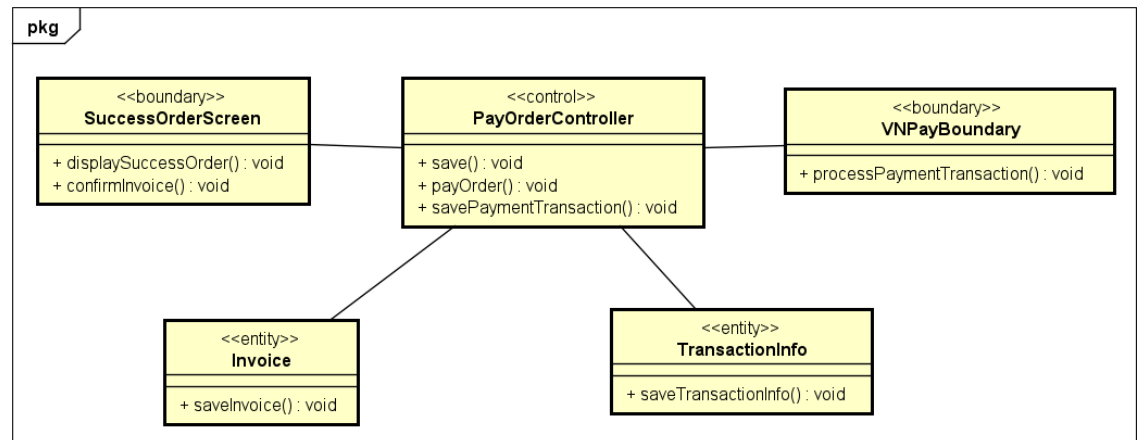 pkg
<<boundary>>
SuccessOrderScreen
+ displaySuccessOrder() : void
+ confirmInvoice() : void
<<control>>
PayOrderController
+ save() : void
+ payOrder() : void
+ savePaymentTransaction() : void
<<boundary>>
VNPayBoundary
+ processPaymentTransaction() : void
<<entity>>
Invoice
+ saveInvoice() : void
<<entity>>
TransactionInfo
+ saveTransactionInfo() : void